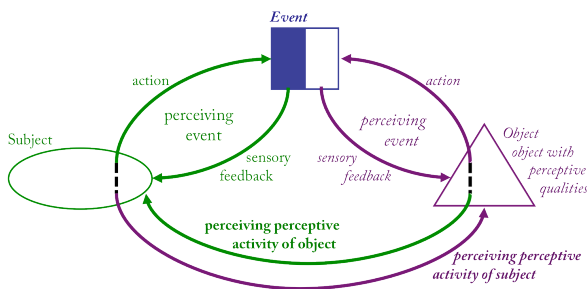 Event
action
action
perceiving
event
perceiving
event
Subject
Object
object with
perceptive
qualities
sensory
feedback
sensory
feedback
perceiving perceptive
activity of object
perceiving perceptive
activity of subject